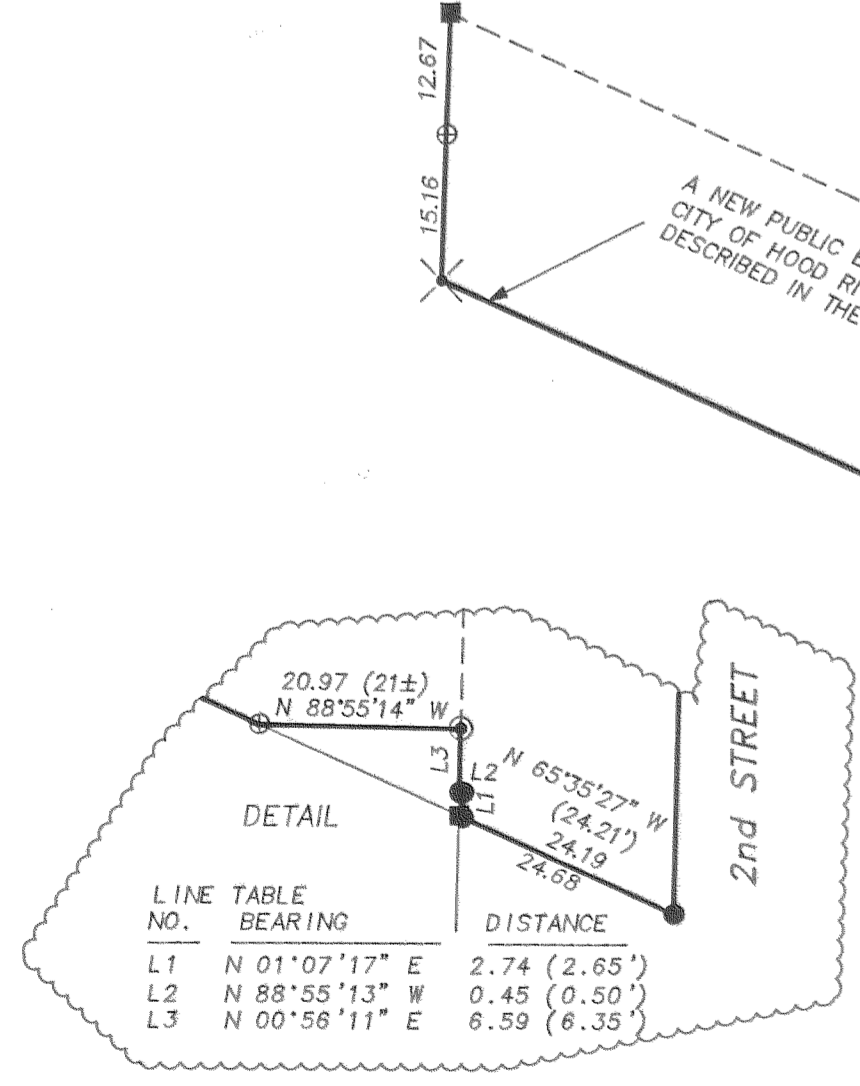 12.67
15.16
A NEW PUBLIC E
CITY OF HOOD RI
DESCRIBED IN THE
20.97 (21±)
N 88°55'14" W
L3
L2
L1
N 65°35'27" W
(24.21')
24.19
24.68
2nd STREET
DETAIL
LINE TABLE
NO. BEARING DISTANCE
L1 N 01°07'17" E 2.74 (2.65')
L2 N 88°55'13" W 0.45 (0.50')
L3 N 00°56'11" E 6.59 (6.35')